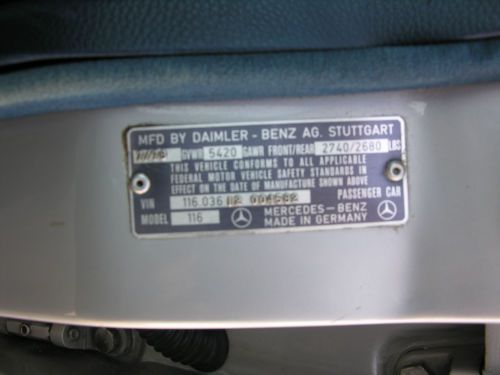 MFD BY DAIMLER - BENZ AG. STUTTGART
GVWR 5420 GAWR FRONT/REAR 2740/2680 LBS
THIS VEHICLE CONFORMS TO ALL APPLICABLE
FEDERAL MOTOR VEHICLE SAFETY STANDARDS IN
EFFECT ON THE DATE OF MANUFACTURE SHOWN ABOVE
VIN 116.036 12 004582 PASSENGER CAR
MODEL 116 MERCEDES-BENZ
MADE IN GERMANY